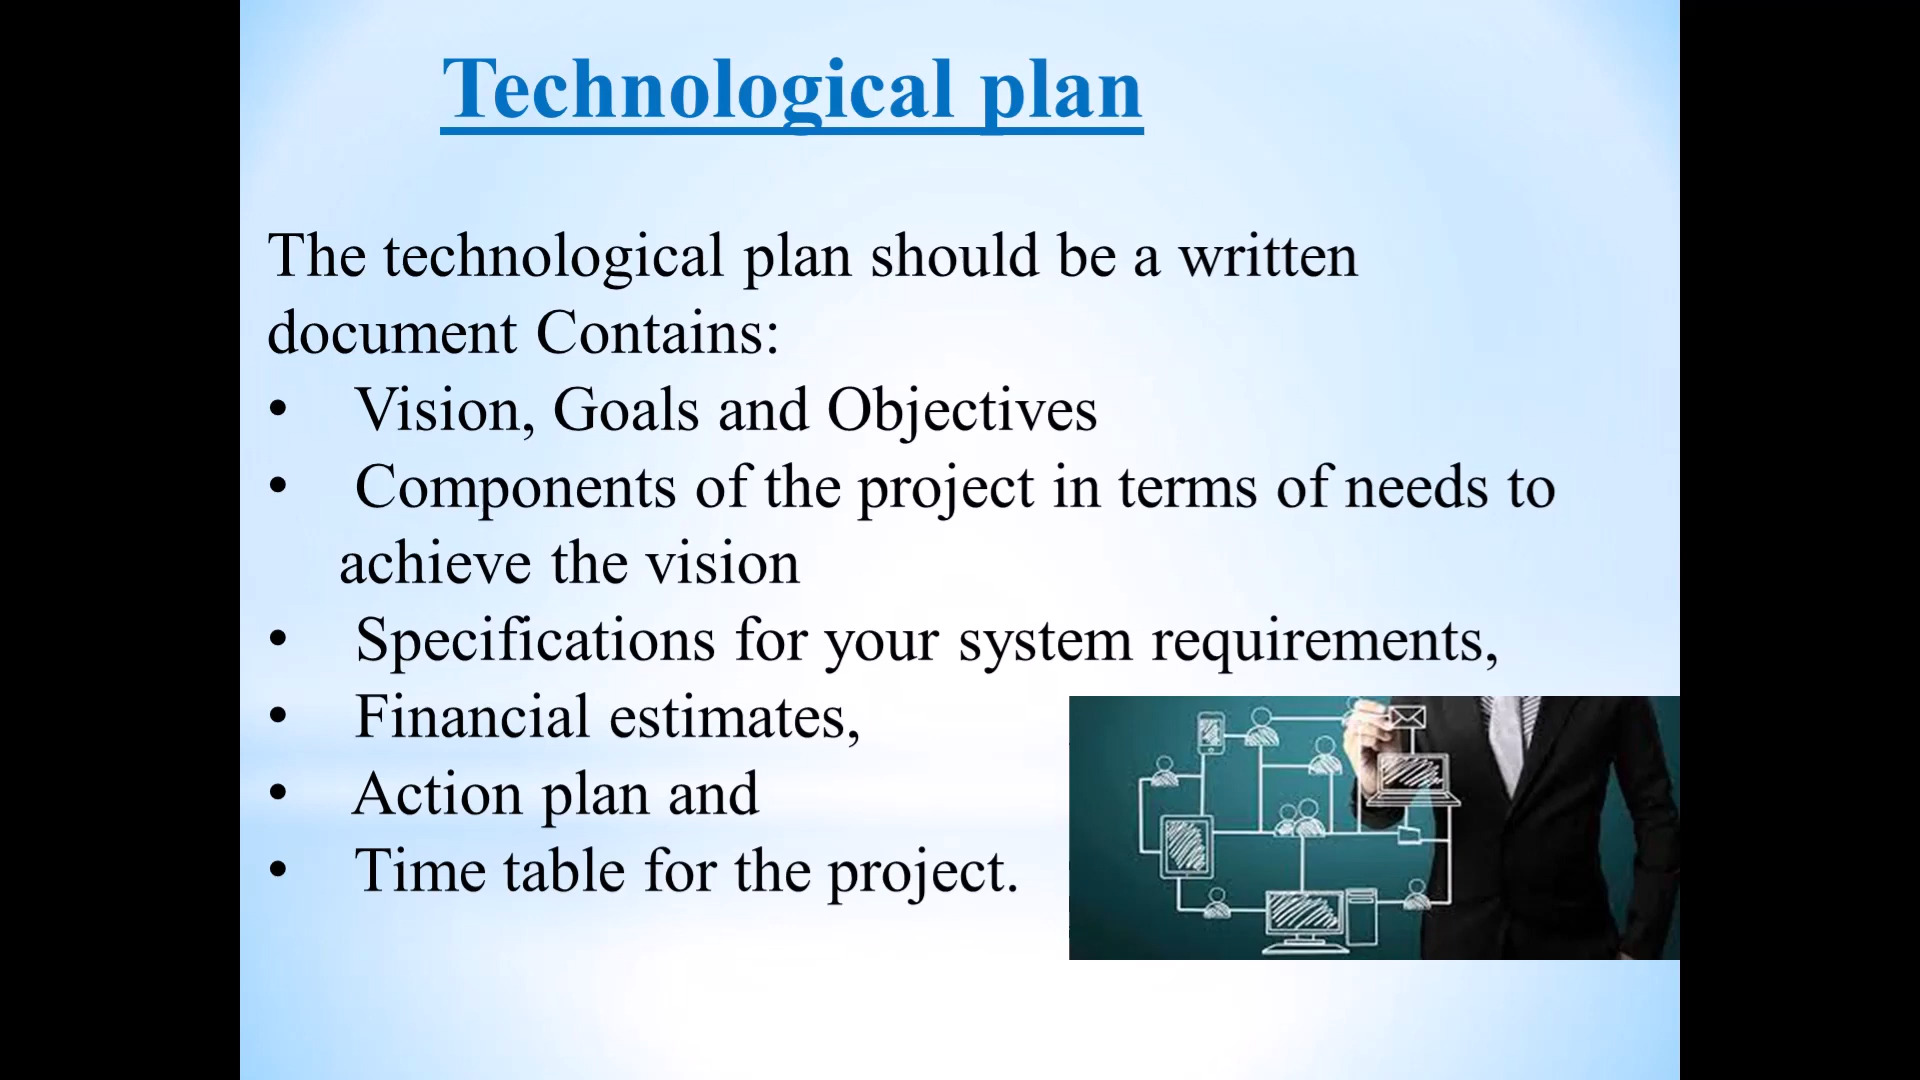 Technological plan
The technological plan should be a written
document Contains:
• Vision, Goals and Objectives
• Components of the project in terms of needs to
achieve the vision
• Specifications for your system requirements,
• Financial estimates,
• Action plan and
• Time table for the project.